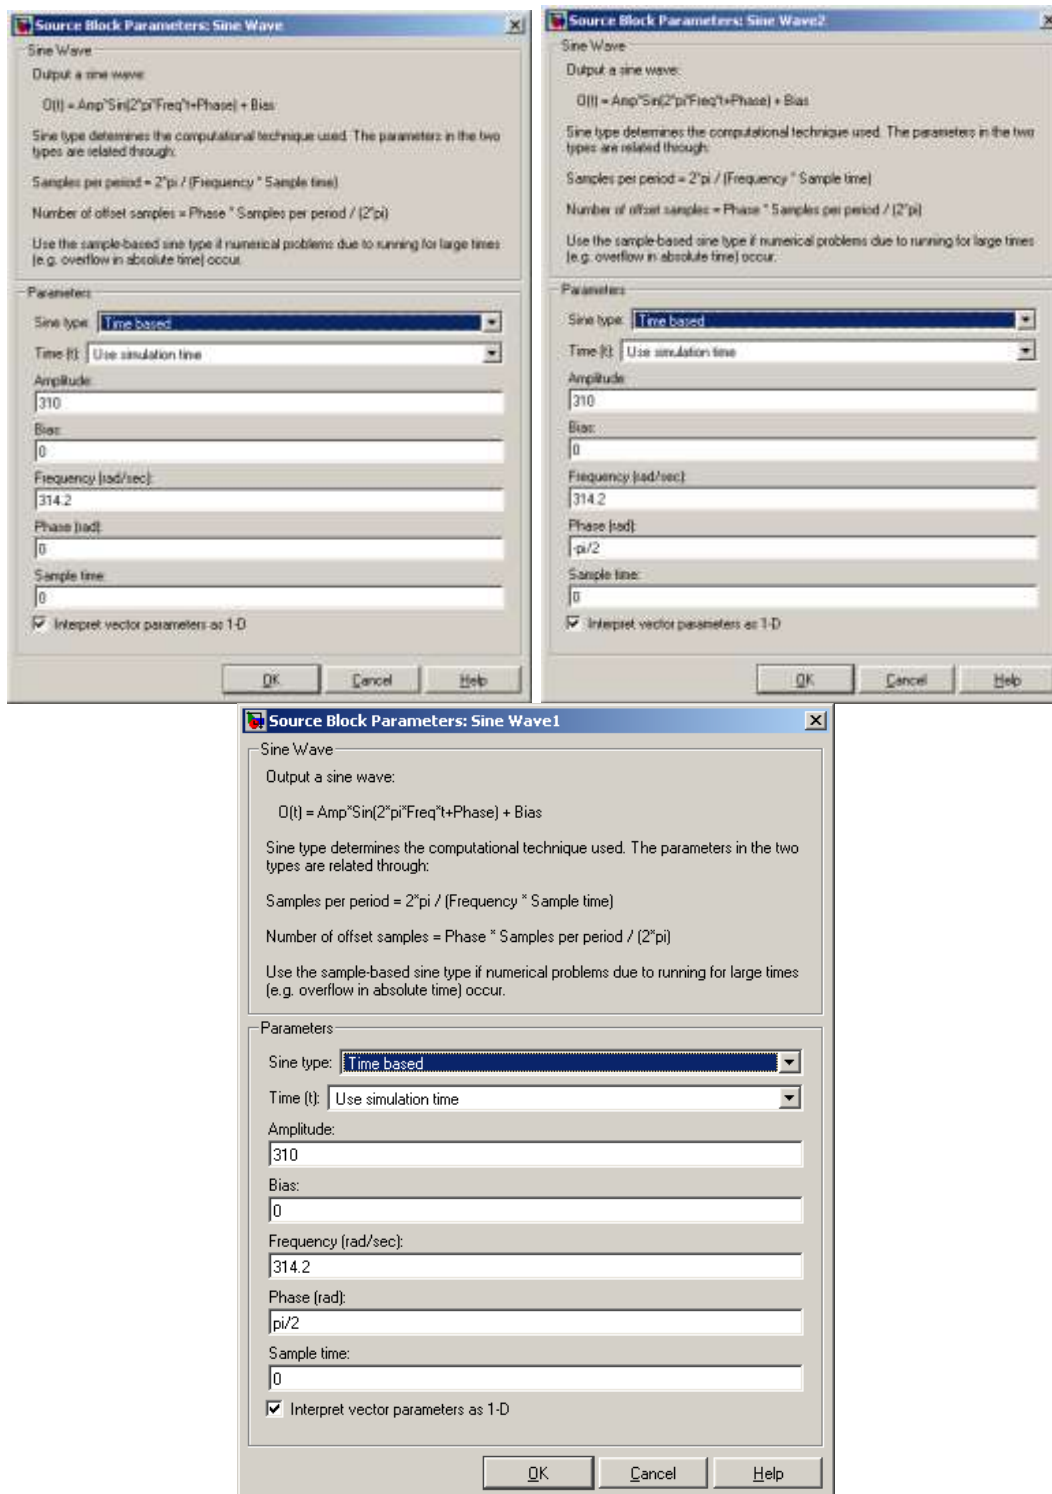 Source Block Parameters: Sine Wave
Sine Wave
Output a sine wave:
O(t) = Amp*Sin(2*pi*Freq*t+Phase) + Bias
Sine type determines the computational technique used. The parameters in the two
types are related through:
Samples per period = 2*pi / (Frequency * Sample time)
Number of offset samples = Phase * Samples per period / (2*pi)
Use the sample-based sine type if numerical problems due to running for large times
(e.g. overflow in absolute time) occur.
Parameters
Sine type: Time based
Time (t): Use simulation time
Amplitude:
310
Bias:
0
Frequency (rad/sec):
314.2
Phase (rad):
0
Sample time:
0
Interpret vector parameters as 1-D
OK Cancel Help
Source Block Parameters: Sine Wave2
Sine Wave
Output a sine wave:
O(t) = Amp*Sin(2*pi*Freq*t+Phase) + Bias
Sine type determines the computational technique used. The parameters in the two
types are related through:
Samples per period = 2*pi / (Frequency * Sample time)
Number of offset samples = Phase * Samples per period / (2*pi)
Use the sample-based sine type if numerical problems due to running for large times
(e.g. overflow in absolute time) occur.
Parameters
Sine type: Time based
Time (t): Use simulation time
Amplitude:
310
Bias:
0
Frequency (rad/sec):
314.2
Phase (rad):
-pi/2
Sample time:
0
Interpret vector parameters as 1-D
OK Cancel Help
Source Block Parameters: Sine Wave1
Sine Wave
Output a sine wave:
O(t) = Amp*Sin(2*pi*Freq*t+Phase) + Bias
Sine type determines the computational technique used. The parameters in the two
types are related through:
Samples per period = 2*pi / (Frequency * Sample time)
Number of offset samples = Phase * Samples per period / (2*pi)
Use the sample-based sine type if numerical problems due to running for large times
(e.g. overflow in absolute time) occur.
Parameters
Sine type: Time based
Time (t): Use simulation time
Amplitude:
310
Bias:
0
Frequency (rad/sec):
314.2
Phase (rad):
pi/2
Sample time:
0
Interpret vector parameters as 1-D
OK Cancel Help